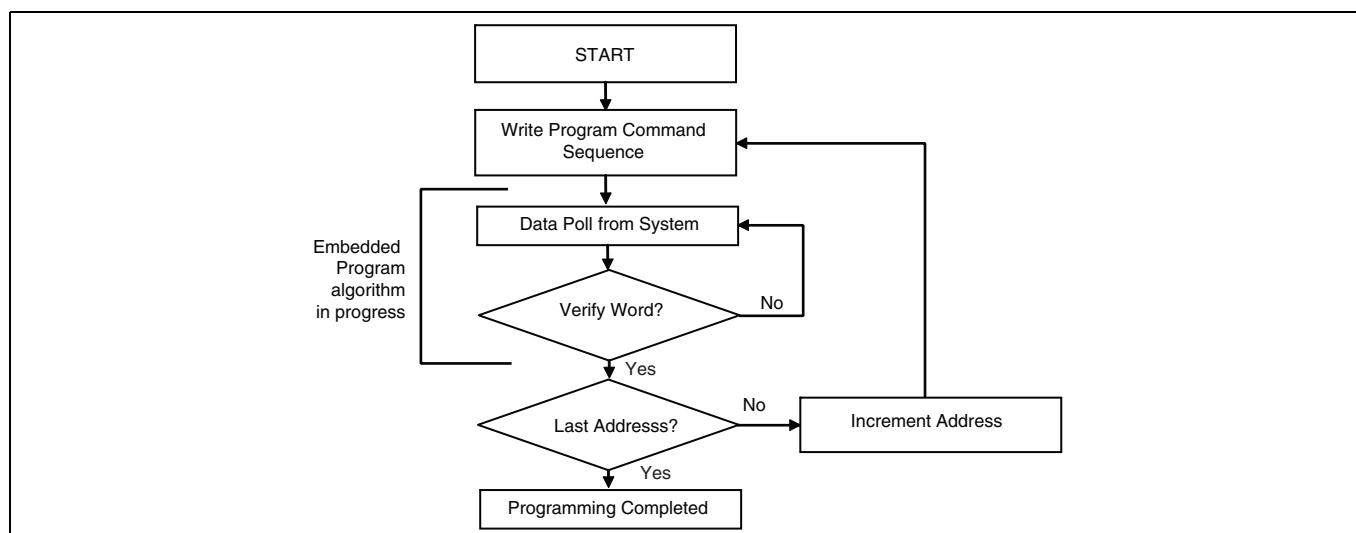 START
Write Program Command
Sequence
Data Poll from System
Embedded
Program
algorithm
in progress
Verify Word?
No
Yes
Last Addresss?
No
Increment Address
Yes
Programming Completed